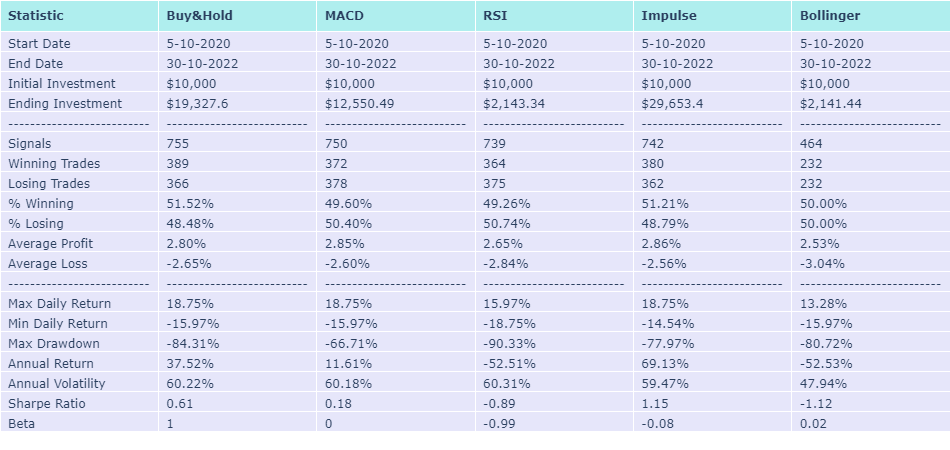 Statistic Buy&Hold MACD RSI Impulse Bollinger
Start Date 5-10-2020 5-10-2020 5-10-2020 5-10-2020 5-10-2020
End Date 30-10-2022 30-10-2022 30-10-2022 30-10-2022 30-10-2022
Initial Investment $10,000 $10,000 $10,000 $10,000 $10,000
Ending Investment $19,327.6 $12,550.49 $2,143.34 $29,653.4 $2,141.44
-------------------------- -------------------------- -------------------------- -------------------------- -------------------------- --------------------------
Signals 755 750 739 742 464
Winning Trades 389 372 364 380 232
Losing Trades 366 378 375 362 232
% Winning 51.52% 49.60% 49.26% 51.21% 50.00%
% Losing 48.48% 50.40% 50.74% 48.79% 50.00%
Average Profit 2.80% 2.85% 2.65% 2.86% 2.53%
Average Loss -2.65% -2.60% -2.84% -2.56% -3.04%
-------------------------- -------------------------- -------------------------- -------------------------- -------------------------- --------------------------
Max Daily Return 18.75% 18.75% 15.97% 18.75% 13.28%
Min Daily Return -15.97% -15.97% -18.75% -14.54% -15.97%
Max Drawdown -84.31% -66.71% -90.33% -77.97% -80.72%
Annual Return 37.52% 11.61% -52.51% 69.13% -52.53%
Annual Volatility 60.22% 60.18% 60.31% 59.47% 47.94%
Sharpe Ratio 0.61 0.18 -0.89 1.15 -1.12
Beta 1 0 -0.99 -0.08 0.02